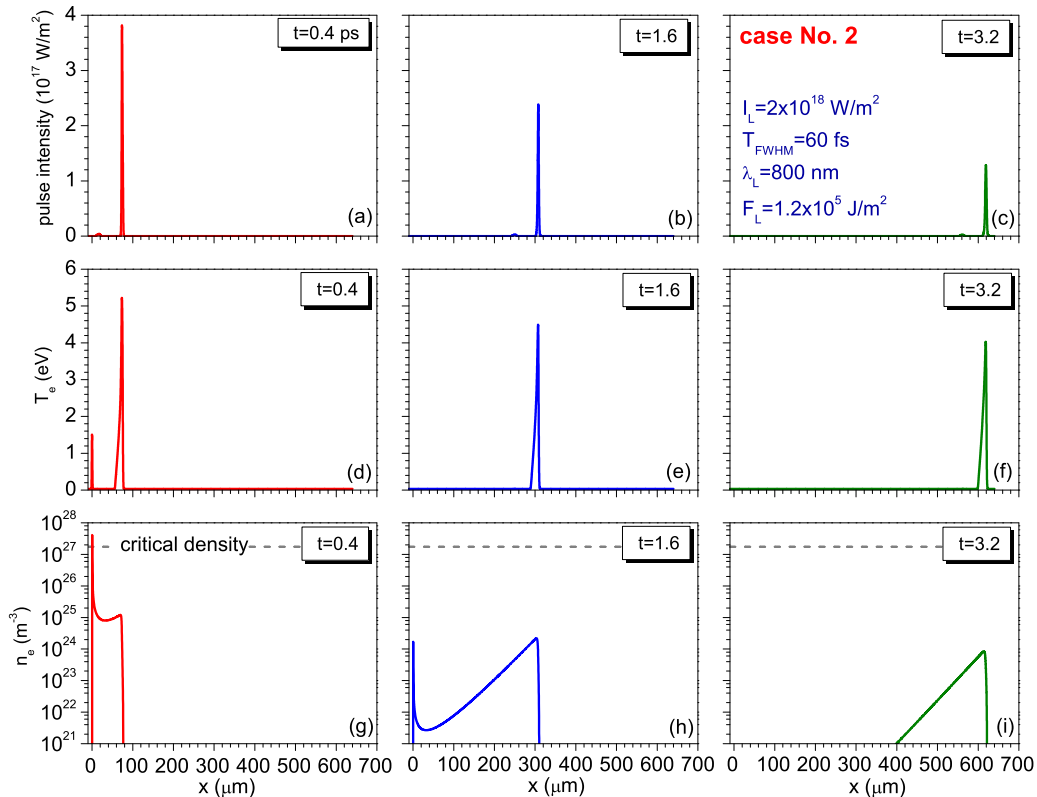 pulse intensity (10^17 W/m^2)
4
3
2
1
0
t=0.4 ps
(a)
t=1.6
(b)
case No. 2
t=3.2
I_L=2x10^18 W/m^2
T_FWHM=60 fs
λ_L=800 nm
F_L=1.2x10^5 J/m^2
(c)
T_e (eV)
6
5
4
3
2
1
0
t=0.4
(d)
t=1.6
(e)
t=3.2
(f)
n_e (m^-3)
10^28
10^27
10^26
10^25
10^24
10^23
10^22
10^21
critical density
t=0.4
(g)
t=1.6
(h)
t=3.2
(i)
0 100 200 300 400 500 600 700
0 100 200 300 400 500 600 700
0 100 200 300 400 500 600 700
x (μm)
x (μm)
x (μm)